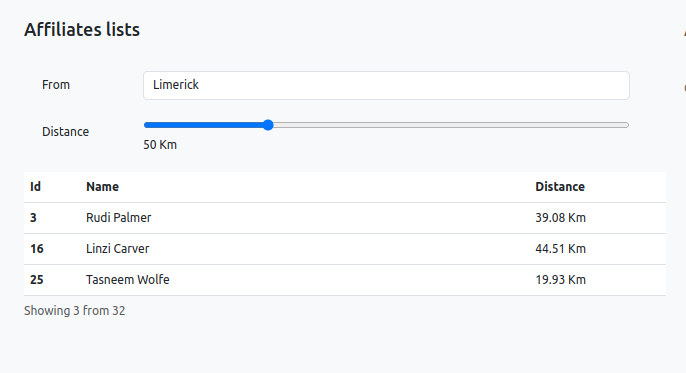 Affiliates lists
From Limerick
Distance
50 Km
Id Name Distance
3 Rudi Palmer 39.08 Km
16 Linzi Carver 44.51 Km
25 Tasneem Wolfe 19.93 Km
Showing 3 from 32